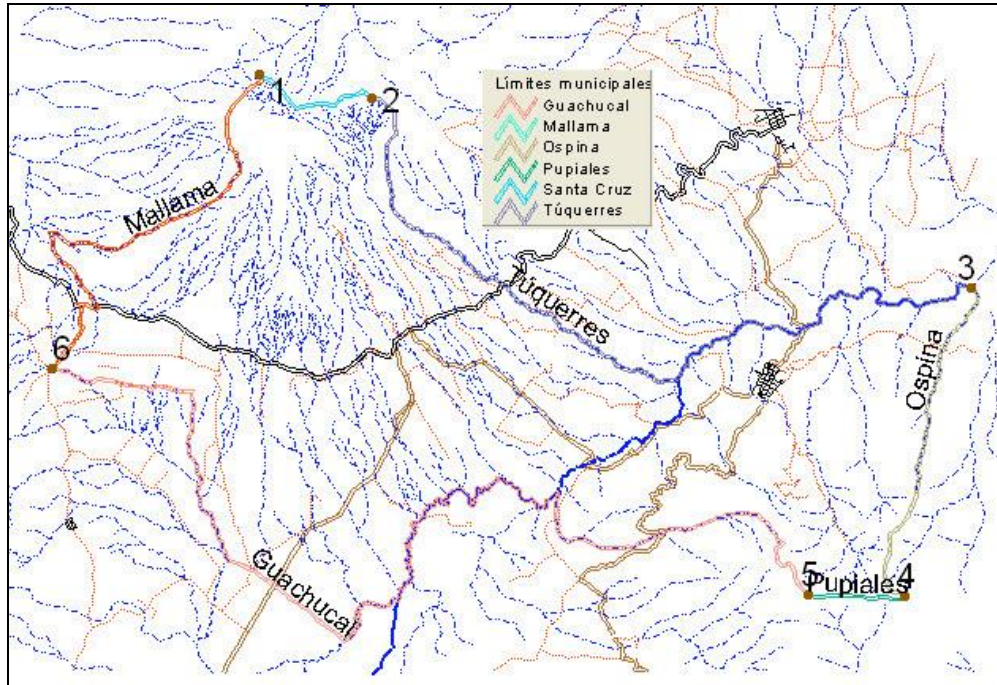 1
2
Límites municipales
Guachucal
Mallama
Ospina
Pupiales
Santa Cruz
Túquerres
Mallama
Túquerres
3
6
Ospina
Guachucal
5
Pupiales
4